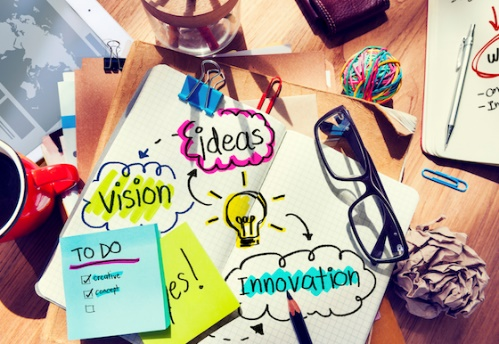 ideas
Vision
TO DO
creative
concept
es!
Innovation